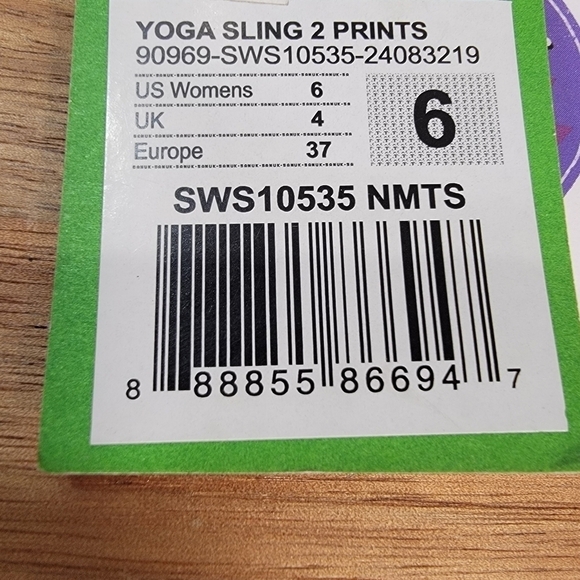 YOGA SLING 2 PRINTS
90969-SWS10535-24083219
US Womens 6
UK 4
Europe 37
6
SWS10535 NMTS
8 88855 86694 7